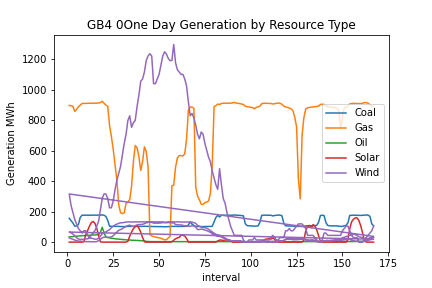 GB4 0One Day Generation by Resource Type
Generation MWh
1200
1000
800
600
400
200
0
Coal
Gas
Oil
Solar
Wind
0 25 50 75 100 125 150 175
interval